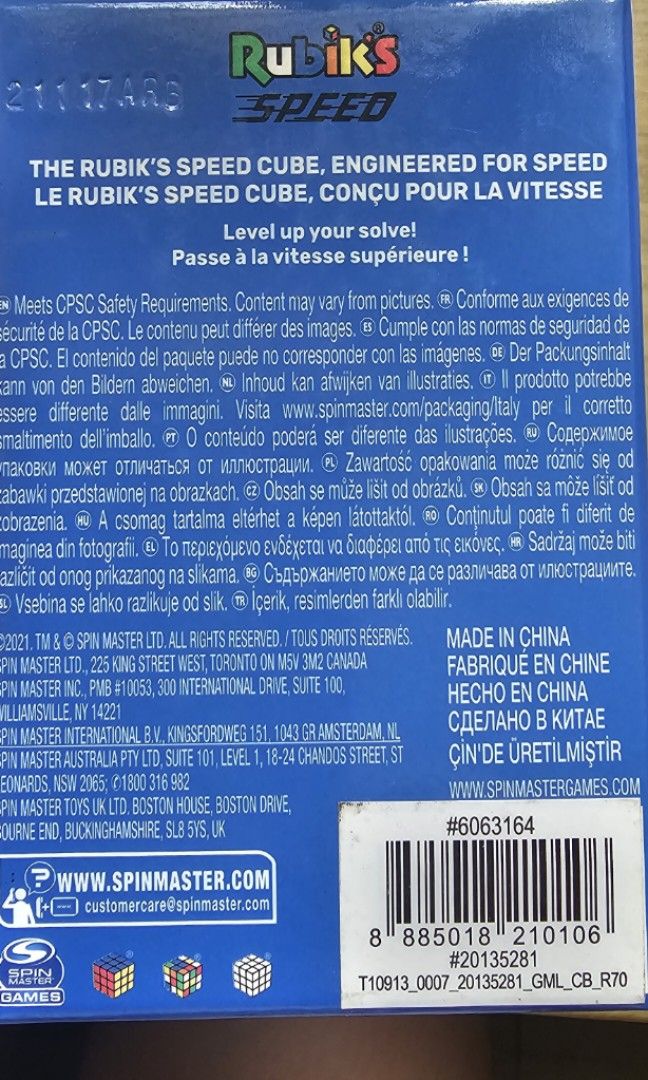 Rubik's
SPEED
21117ARB
THE RUBIK'S SPEED CUBE, ENGINEERED FOR SPEED
LE RUBIK'S SPEED CUBE, CONÇU POUR LA VITESSE
Level up your solve!
Passe à la vitesse supérieure !
EN Meets CPSC Safety Requirements. Content may vary from pictures. FR Conforme aux exigences de
sécurité de la CPSC. Le contenu peut différer des images. ES Cumple con las normas de seguridad de
a CPSC. El contenido del paquete puede no corresponder con las imágenes. DE Der Packungsinhalt
kann von den Bildern abweichen. NL Inhoud kan afwijken van illustraties. IT Il prodotto potrebbe
essere differente dalle immagini. Visita www.spinmaster.com/packaging/Italy per il corretto
smaltimento dell'imballo. PT O conteúdo poderá ser diferente das ilustrações. RU Содержимое
упаковки может отличаться от иллюстрации. PL Zawartość opakowania może różnić się od
zabawki przedstawionej na obrazkach. CZ Obsah se může lišit od obrázků. SK Obsah sa môže líšiť od
zobrazenia. HU A csomag tartalma eltérhet a képen látottaktól. RO Conținutul poate fi diferit de
imaginea din fotografii. EL Το περιεχόμενο ενδέχεται να διαφέρει από τις εικόνες. HR Sadržaj može biti
različit od onog prikazanog na slikama. BG Съдържанието може да се различава от илюстрациите.
SL Vsebina se lahko razlikuje od slik. TR İçerik, resimlerden farklı olabilir.
©2021. TM & © SPIN MASTER LTD. ALL RIGHTS RESERVED. / TOUS DROITS RÉSERVÉS.
SPIN MASTER LTD., 225 KING STREET WEST, TORONTO ON M5V 3M2 CANADA
SPIN MASTER INC., PMB #10053, 300 INTERNATIONAL DRIVE, SUITE 100,
WILLIAMSVILLE, NY 14221
SPIN MASTER INTERNATIONAL B.V., KINGSFORDWEG 151, 1043 GR AMSTERDAM, NL
SPIN MASTER AUSTRALIA PTY LTD, SUITE 101, LEVEL 1, 18-24 CHANDOS STREET, ST
LEONARDS, NSW 2065; ✆1800 316 982
SPIN MASTER TOYS UK LTD. BOSTON HOUSE, BOSTON DRIVE,
BOURNE END, BUCKINGHAMSHIRE, SL8 5YS, UK
MADE IN CHINA
FABRIQUÉ EN CHINE
HECHO EN CHINA
СДЕЛАНО В КИТАЕ
ÇİN'DE ÜRETİLMİŞTİR
WWW.SPINMASTERGAMES.COM
? WWW.SPINMASTER.COM
customercare@spinmaster.com
SPIN
MASTER
GAMES
#6063164
8 885018 210106
#20135281
T10913_0007_20135281_GML_CB_R70